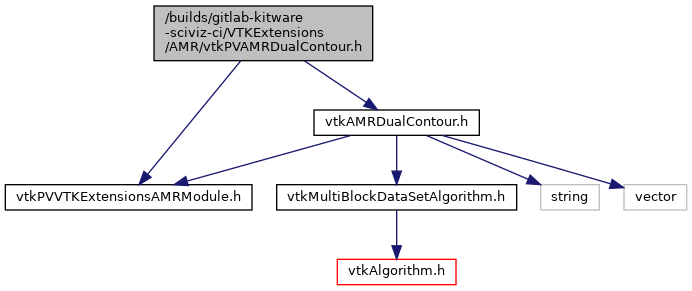 /builds/gitlab-kitware
-sciviz-ci/VTKExtensions
/AMR/vtkPVAMRDualContour.h
vtkAMRDualContour.h
vtkPVVTKExtensionsAMRModule.h
vtkMultiBlockDataSetAlgorithm.h
string
vector
vtkAlgorithm.h